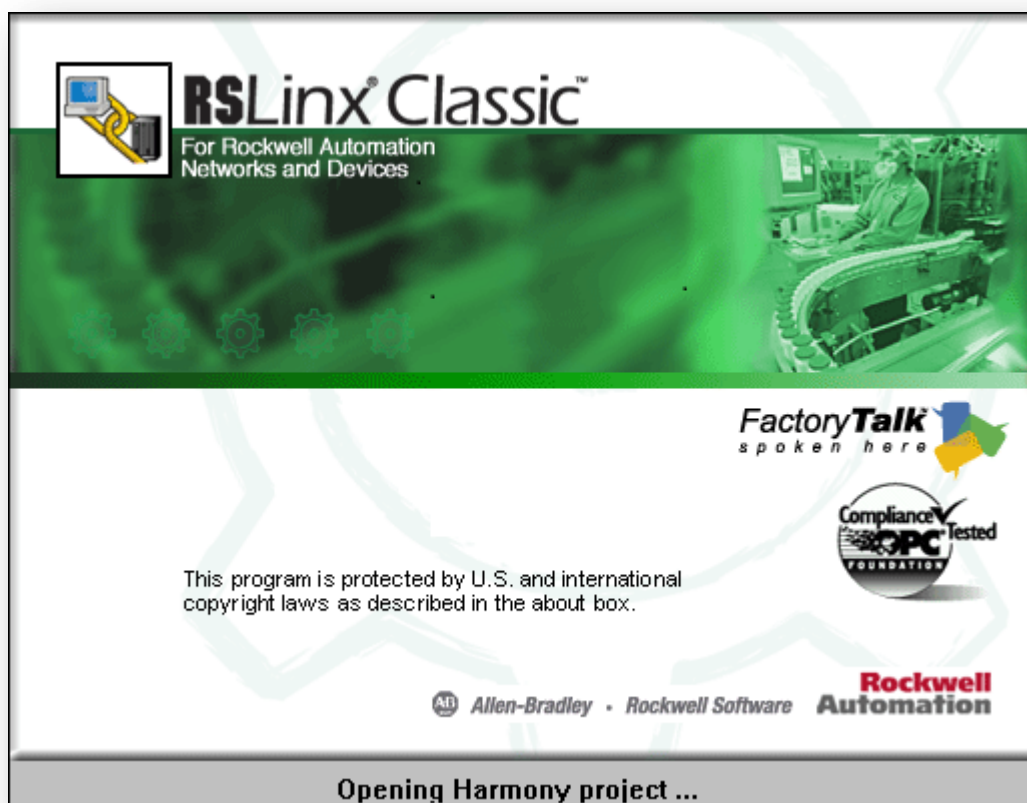 RSLinx® Classic™
For Rockwell Automation
Networks and Devices
FactoryTalk™
spoken here
Compliance
Tested
OPC
FOUNDATION
This program is protected by U.S. and international
copyright laws as described in the about box.
AB
Allen-Bradley · Rockwell Software
Rockwell
Automation
Opening Harmony project ...